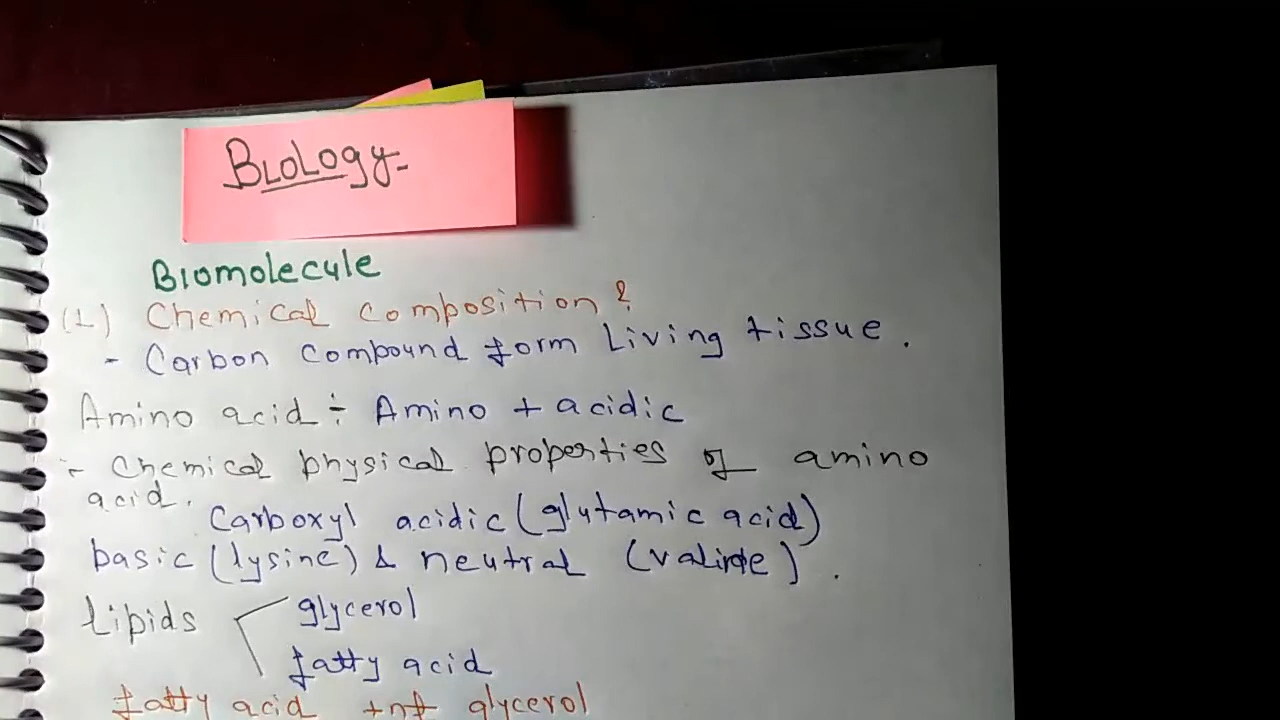 Biology-
Biomolecule
(1) Chemical composition?
- Carbon compound form living tissue.
Amino acid ÷ Amino + acidic
- Chemical physical properties of amino
acid.
Carboxyl acidic (glutamic acid)
basic (lysine) & neutral (valine).
lipids
glycerol
fatty acid
fatty acid glycerol